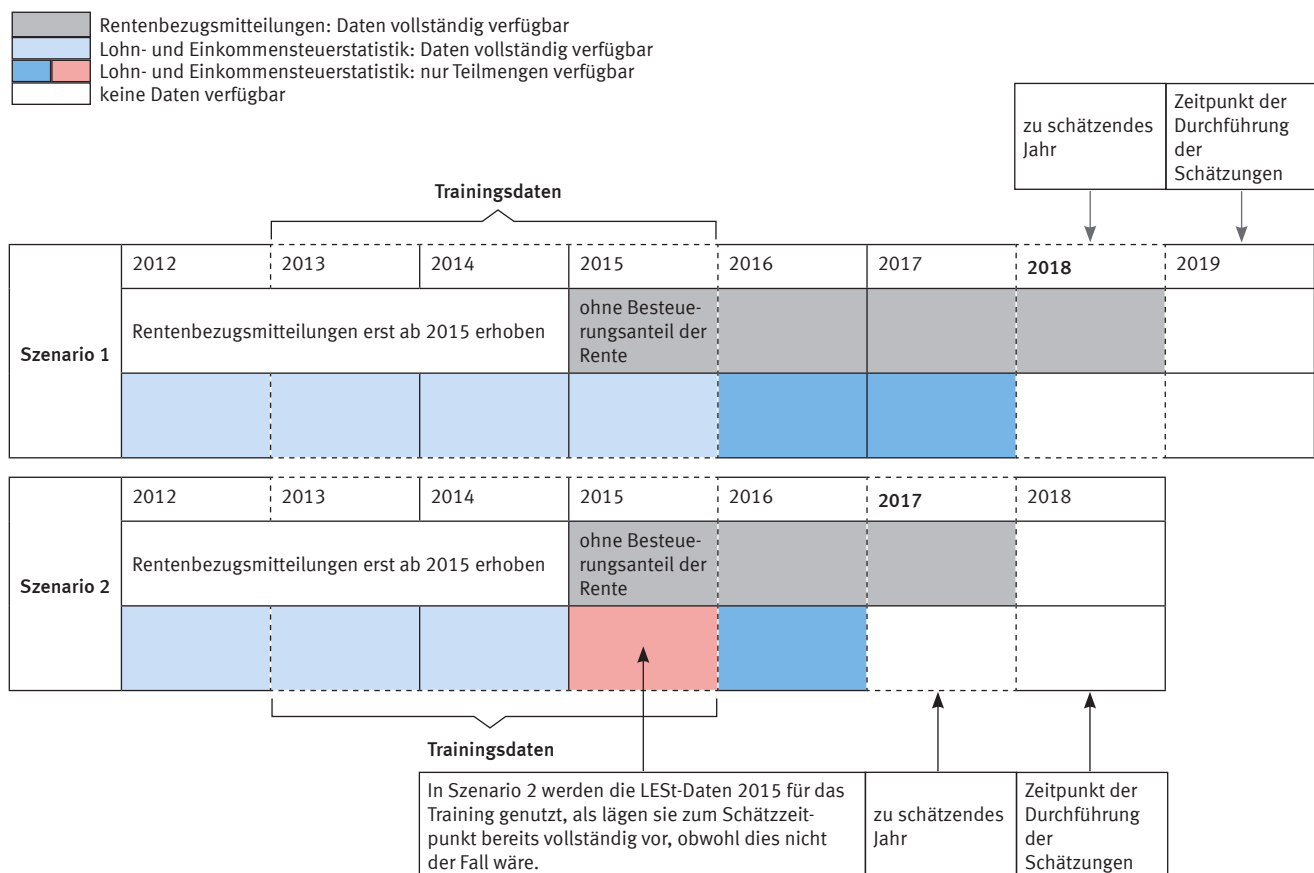 Rentenbezugsmitteilungen: Daten vollständig verfügbar
Lohn- und Einkommensteuerstatistik: Daten vollständig verfügbar
Lohn- und Einkommensteuerstatistik: nur Teilmengen verfügbar
keine Daten verfügbar
zu schätzendes
Jahr
Zeitpunkt der
Durchführung
der
Schätzungen
Trainingsdaten
Szenario 1
2012
2013
2014
2015
2016
2017
2018
2019
Rentenbezugsmitteilungen erst ab 2015 erhoben
ohne Besteue-
rungsanteil der
Rente
Szenario 2
2012
2013
2014
2015
2016
2017
2018
Rentenbezugsmitteilungen erst ab 2015 erhoben
ohne Besteue-
rungsanteil der
Rente
Trainingsdaten
In Szenario 2 werden die LESt-Daten 2015 für das
Training genutzt, als lägen sie zum Schätzzeit-
punkt bereits vollständig vor, obwohl dies nicht
der Fall wäre.
zu schätzendes
Jahr
Zeitpunkt der
Durchführung
der
Schätzungen